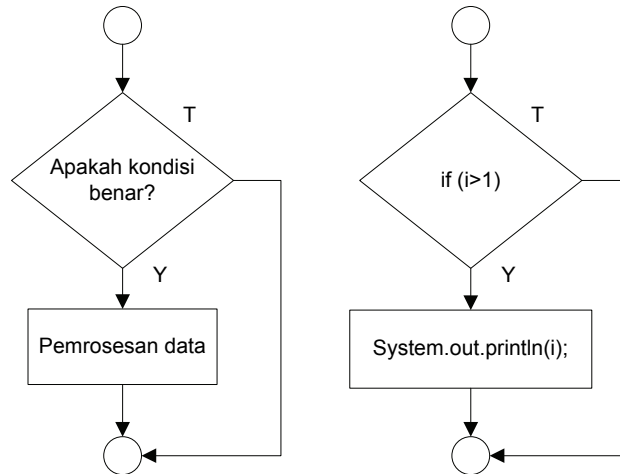 T
Apakah kondisi
benar?
Y
Pemrosesan data
T
if (i>1)
Y
System.out.println(i);